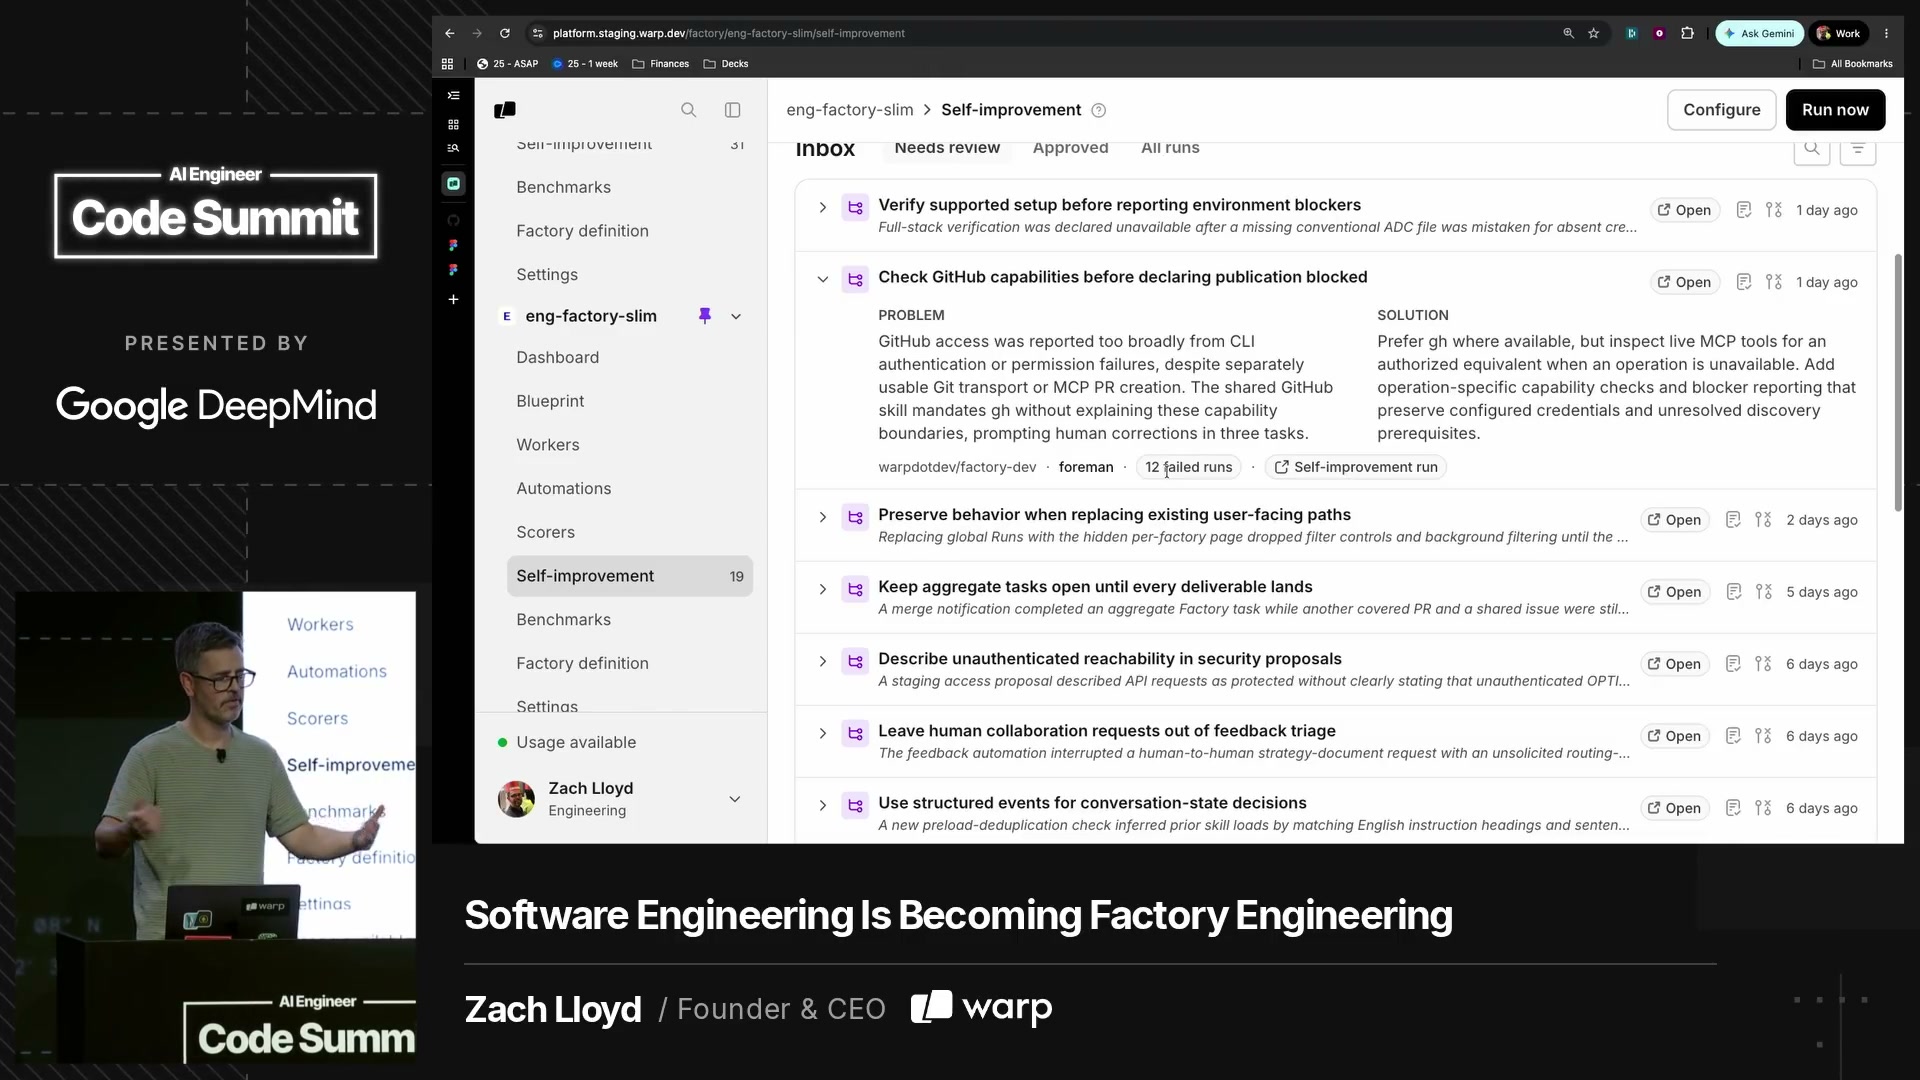 AI Engineer
Code Summit
PRESENTED BY
Google DeepMind
platform.staging.warp.dev/factory/eng-factory-slim/self-improvement
Ask Gemini
Work
25 - ASAP
25 - 1 week
Finances
Decks
All Bookmarks
Self-improvement 31
Benchmarks
Factory definition
Settings
E eng-factory-slim
Dashboard
Blueprint
Workers
Automations
Scorers
Self-improvement 19
Benchmarks
Factory definition
Settings
Usage available
Zach Lloyd
Engineering
eng-factory-slim > Self-improvement
Configure
Run now
Inbox Needs review Approved All runs
Verify supported setup before reporting environment blockers
Full-stack verification was declared unavailable after a missing conventional ADC file was mistaken for absent cre...
Open 1 day ago
Check GitHub capabilities before declaring publication blocked
Open 1 day ago
PROBLEM
GitHub access was reported too broadly from CLI
authentication or permission failures, despite separately
usable Git transport or MCP PR creation. The shared GitHub
skill mandates gh without explaining these capability
boundaries, prompting human corrections in three tasks.
SOLUTION
Prefer gh where available, but inspect live MCP tools for an
authorized equivalent when an operation is unavailable. Add
operation-specific capability checks and blocker reporting that
preserve configured credentials and unresolved discovery
prerequisites.
warpdotdev/factory-dev · foreman · 12 failed runs · Self-improvement run
Preserve behavior when replacing existing user-facing paths
Replacing global Runs with the hidden per-factory page dropped filter controls and background filtering until the ...
Open 2 days ago
Keep aggregate tasks open until every deliverable lands
A merge notification completed an aggregate Factory task while another covered PR and a shared issue were stil...
Open 5 days ago
Describe unauthenticated reachability in security proposals
A staging access proposal described API requests as protected without clearly stating that unauthenticated OPTI...
Open 6 days ago
Leave human collaboration requests out of feedback triage
The feedback automation interrupted a human-to-human strategy-document request with an unsolicited routing-...
Open 6 days ago
Use structured events for conversation-state decisions
A new preload-deduplication check inferred prior skill loads by matching English instruction headings and senten...
Open 6 days ago
Workers
Automations
Scorers
Self-improveme
nchmarks
Factory definitio
ettings
warp
AI Engineer
Code Summ
Software Engineering Is Becoming Factory Engineering
Zach Lloyd / Founder & CEO warp